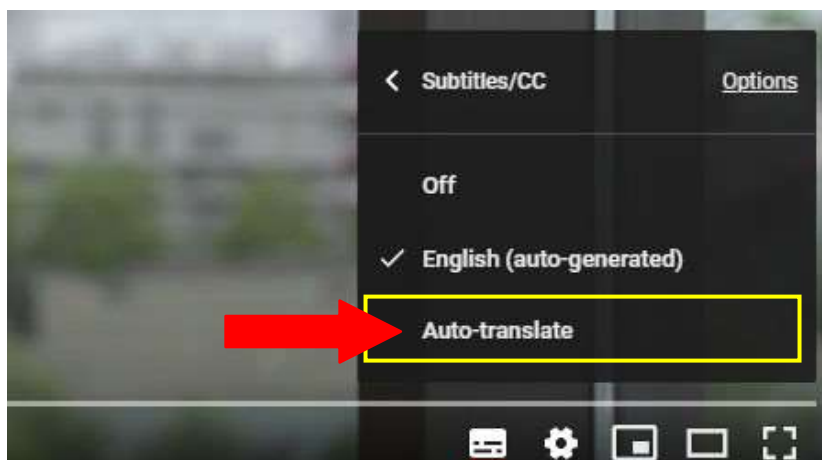 Subtitles/CC Options
Off
English (auto-generated)
Auto-translate